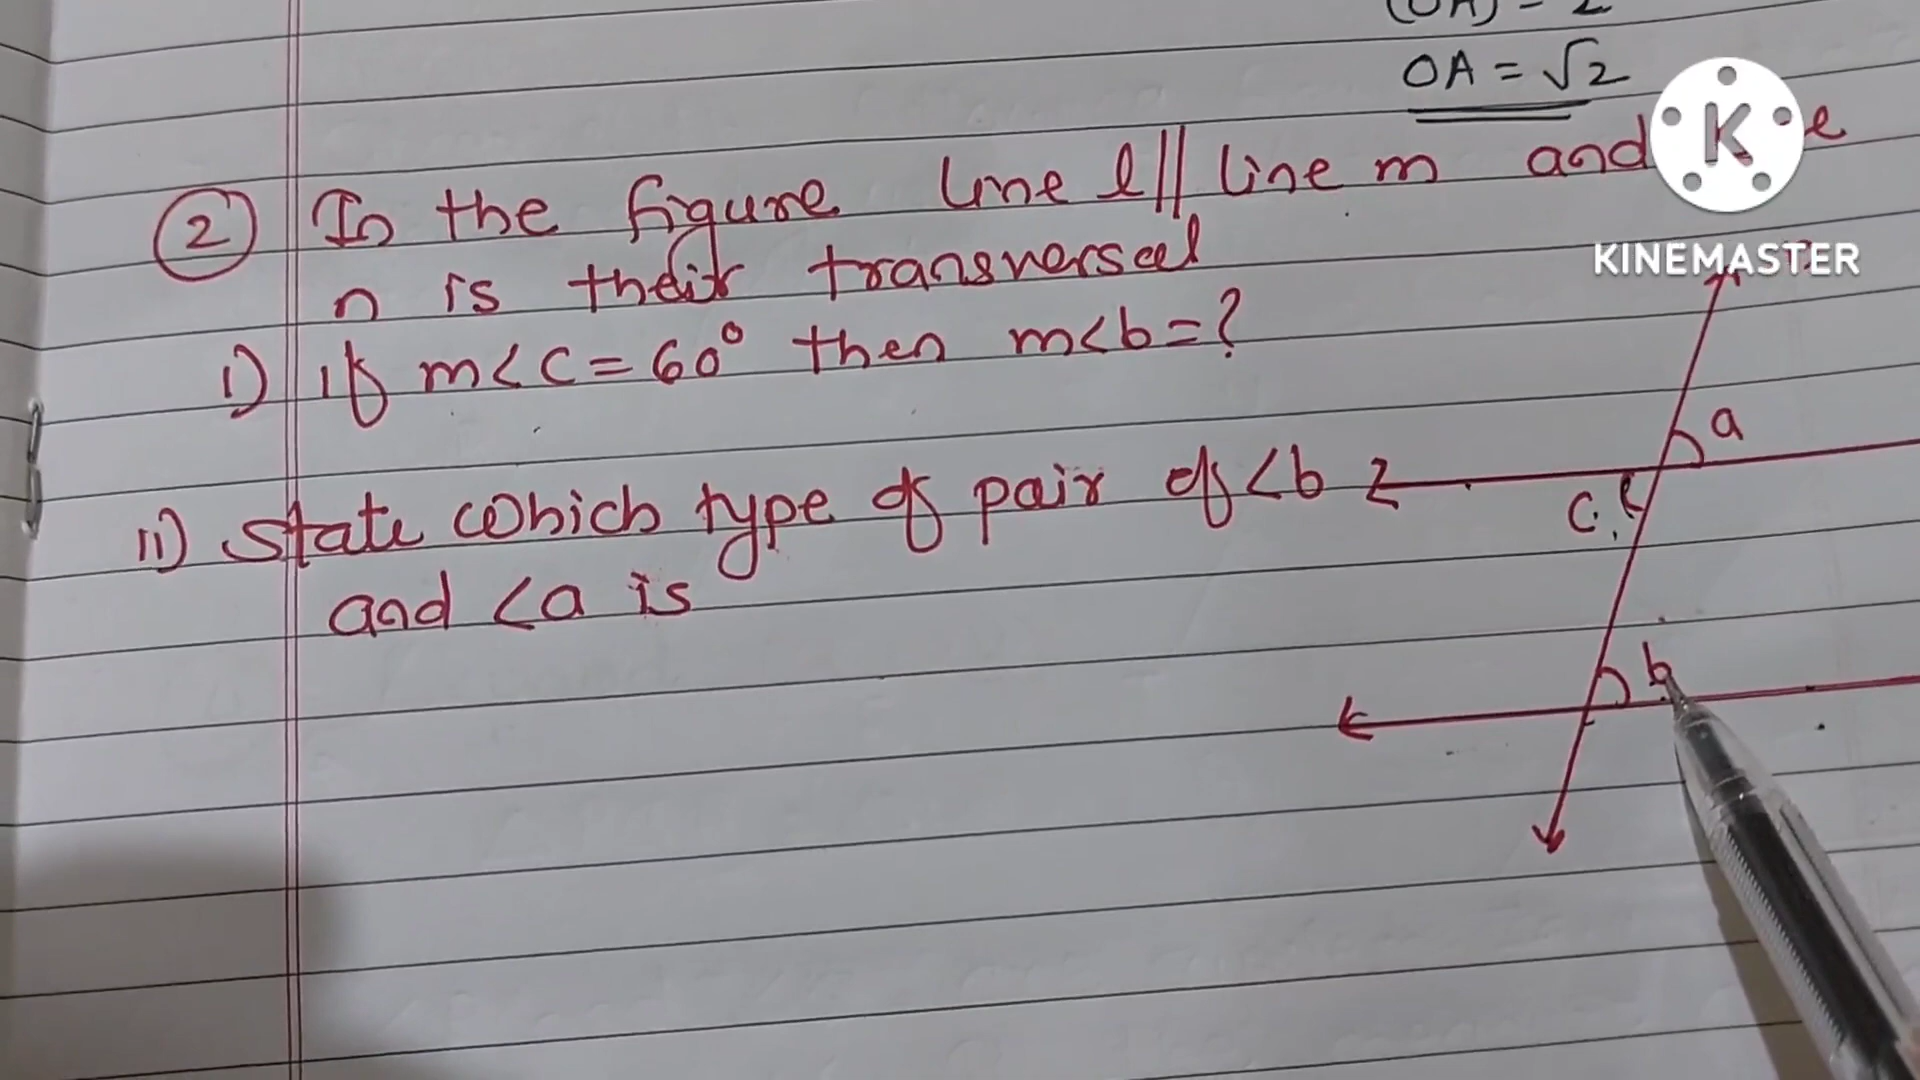 OA = √2
② In the figure line l || line m and
n is their transversal
i) if m<c = 60° then m<b = ?
ii) State which type of pair of <b
and <a is
a
c
b
K
KINEMASTER